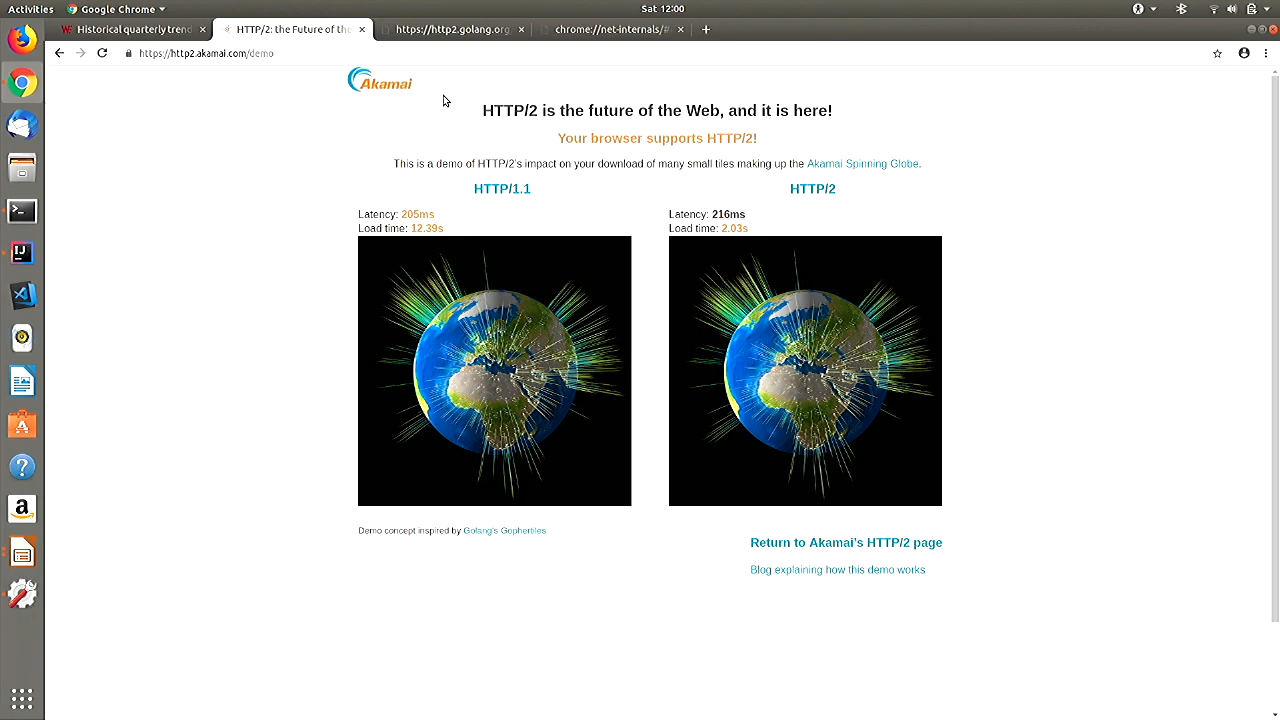 Activities
Google Chrome
Sat 12:00
Historical quarterly trend
HTTP/2: the Future of the
https://http2.golang.org
chrome://net-internals/#
https://http2.akamai.com/demo
Akamai
HTTP/2 is the future of the Web, and it is here!
Your browser supports HTTP/2!
This is a demo of HTTP/2's impact on your download of many small tiles making up the Akamai Spinning Globe.
HTTP/1.1
HTTP/2
Latency: 205ms
Load time: 12.39s
Latency: 216ms
Load time: 2.03s
Demo concept inspired by Golang's Gophertiles
Return to Akamai's HTTP/2 page
Blog explaining how this demo works